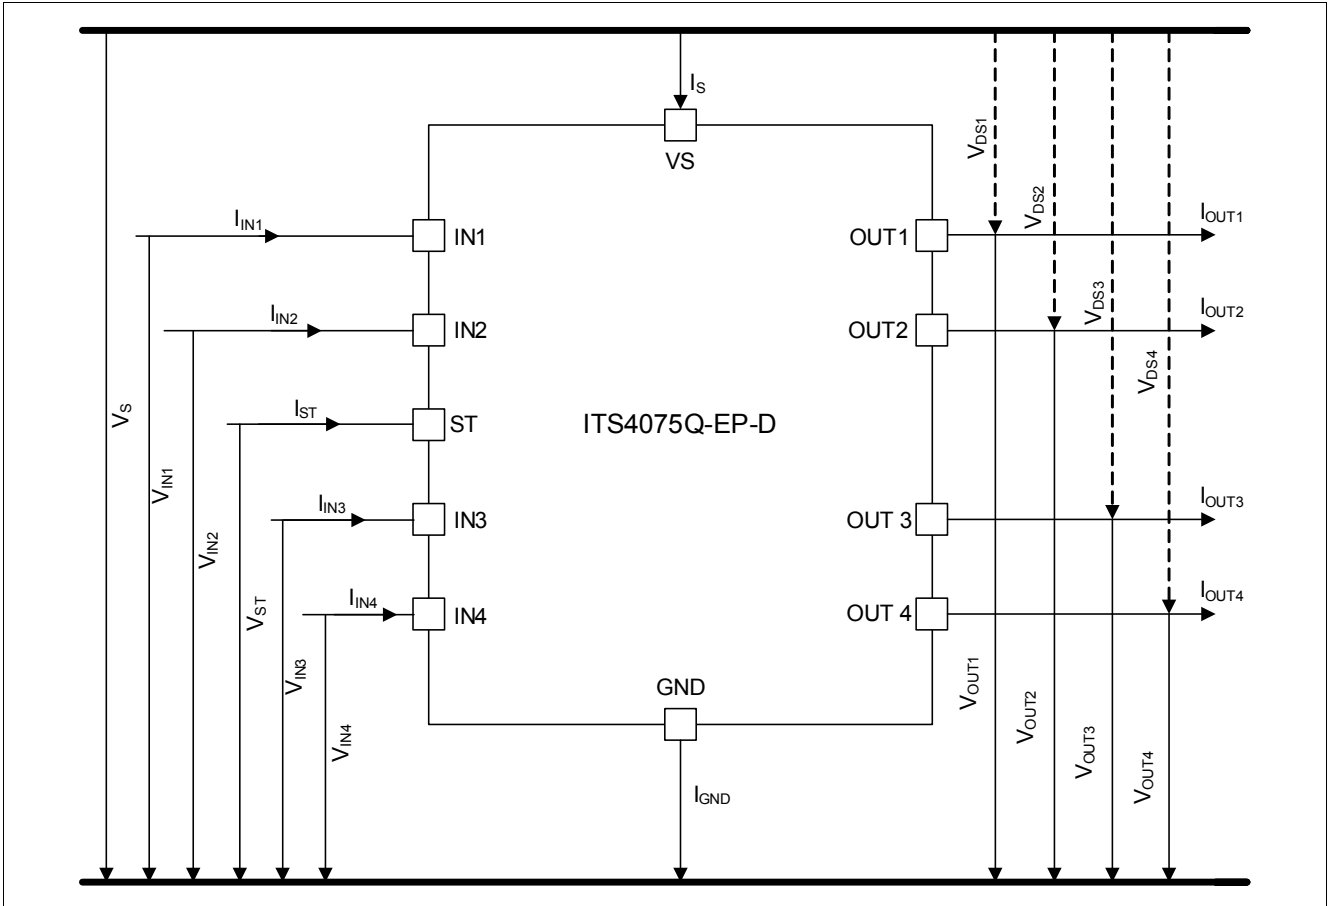 I_S
VS
V_DS1
V_DS2
V_DS3
V_DS4
I_IN1
IN1
OUT1
I_OUT1
I_IN2
IN2
OUT2
I_OUT2
I_ST
ST
ITS4075Q-EP-D
I_IN3
IN3
OUT 3
I_OUT3
I_IN4
IN4
OUT 4
I_OUT4
V_S
V_IN1
V_IN2
V_ST
V_IN3
V_IN4
GND
I_GND
V_OUT1
V_OUT2
V_OUT3
V_OUT4